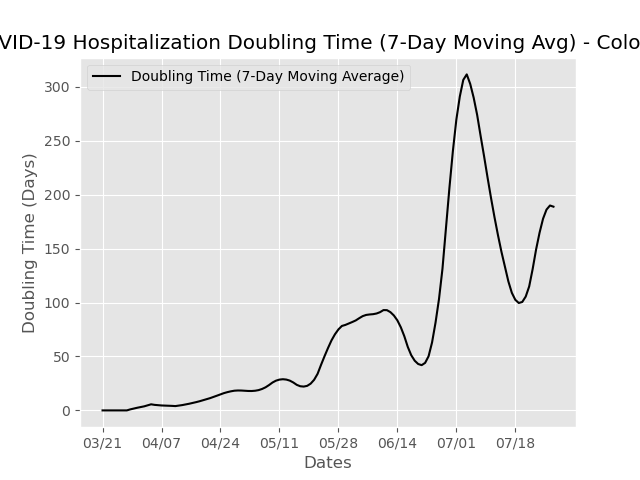 VID-19 Hospitalization Doubling Time (7-Day Moving Avg) - Colo
Doubling Time (7-Day Moving Average)
300
250
200
150
100
50
0
Doubling Time (Days)
03/21 04/07 04/24 05/11 05/28 06/14 07/01 07/18
Dates